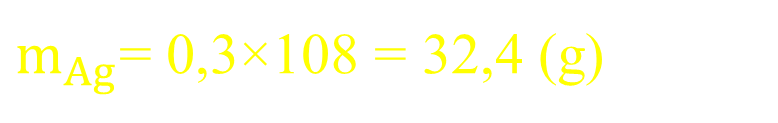 mAg= 0,3×108 = 32,4 (g)